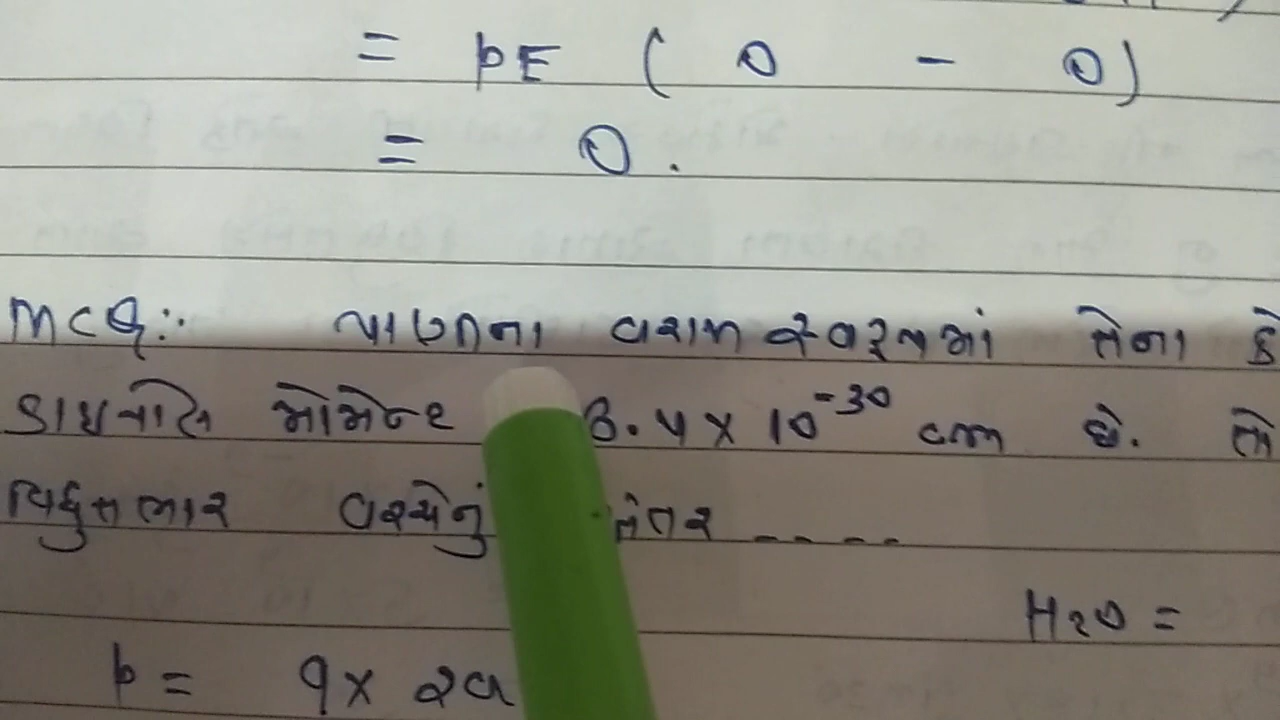 = pE ( 0 - 0)
= 0.
MCQ:. પાણીના વરાળ સ્વરૂપમાં તેના
ડાયપોલ મોમેન્ટ 6.4 x 10⁻³⁰ cm છે. તો
વિદ્યુતભાર વચ્ચેનું અંતર ----
H₂O =
p = q x 2a